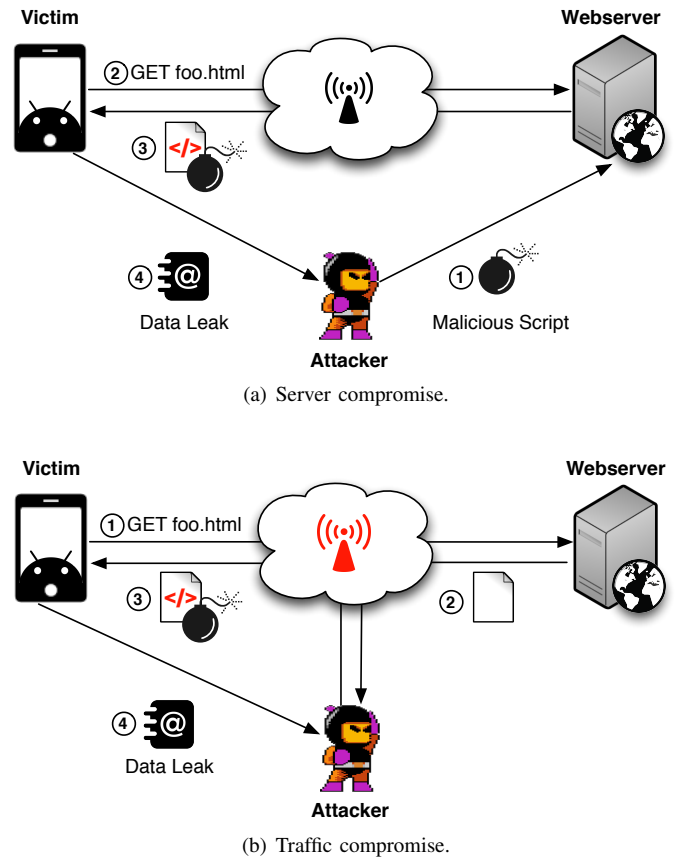 Victim
Webserver
② GET foo.html
③
</>
④
@
Data Leak
①
Malicious Script
Attacker
(a) Server compromise.
Victim
Webserver
① GET foo.html
③
</>
②
④
@
Data Leak
Attacker
(b) Traffic compromise.